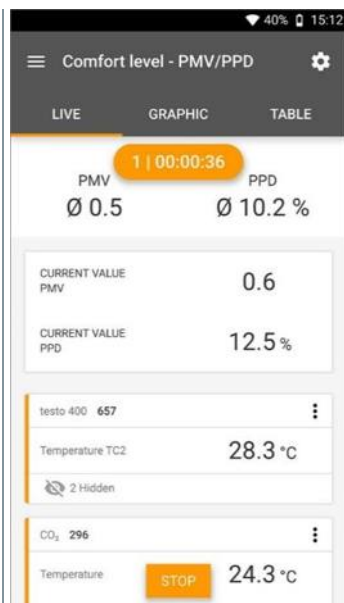 40% 15:12
Comfort level - PMV/PPD
LIVE GRAPHIC TABLE
1 | 00:00:36
PMV PPD
Ø 0.5 Ø 10.2 %
CURRENT VALUE
PMV
0.6
CURRENT VALUE
PPD
12.5 %
testo 400 657
Temperature TC2 28.3 °C
2 Hidden
CO₂ 296
Temperature STOP 24.3 °C